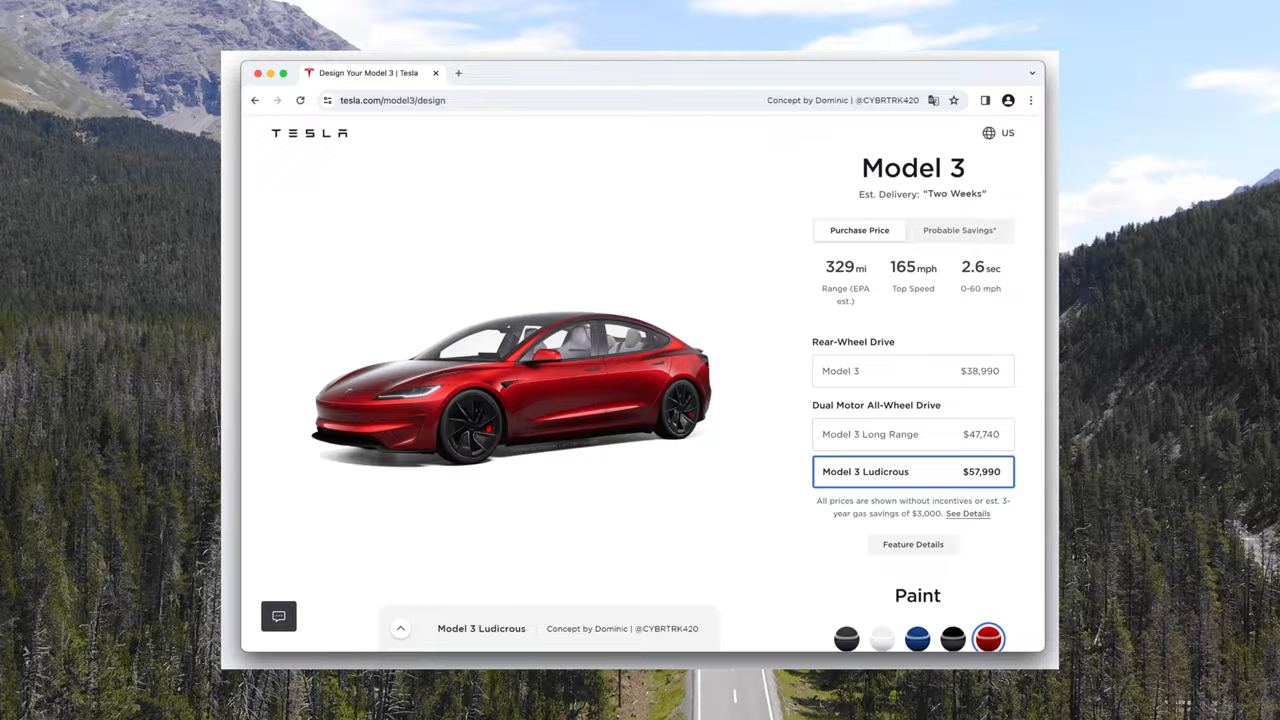 Design Your Model 3 | Tesla
tesla.com/model3/design
Concept by Dominic | @CYBRTRK420
TESLA
US
Model 3
Est. Delivery: "Two Weeks"
Purchase Price
Probable Savings*
329 mi
165 mph
2.6 sec
Range (EPA est.)
Top Speed
0-60 mph
Rear-Wheel Drive
Model 3 $38,990
Dual Motor All-Wheel Drive
Model 3 Long Range $47,740
Model 3 Ludicrous $57,990
All prices are shown without incentives or est. 3-
year gas savings of $3,000. See Details
Feature Details
Paint
Model 3 Ludicrous
Concept by Dominic | @CYBRTRK420